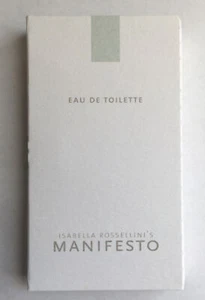 EAU DE TOILETTE
ISABELLA ROSSELLINI'S
MANIFESTO